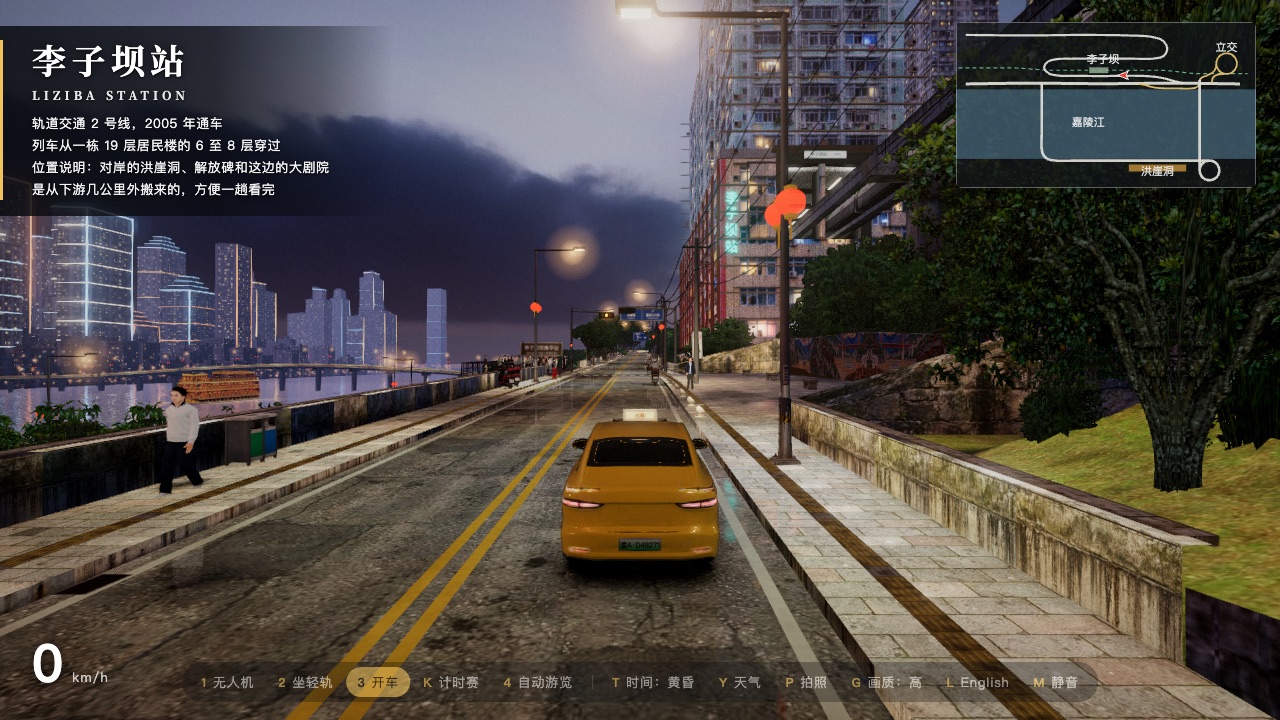 李子坝站
LIZIBA STATION
轨道交通 2 号线，2005 年通车
列车从一栋 19 层居民楼的 6 至 8 层穿过
位置说明：对岸的洪崖洞、解放碑和这边的大剧院
是从下游几公里外搬来的，方便一趟看完
立交
李子坝
嘉陵江
洪崖洞
0 km/h
1 无人机 2 坐轻轨 3 开车 K 计时赛 4 自动游览 T 时间：黄昏 Y 天气 P 拍照 G 画质：高 L English M 静音